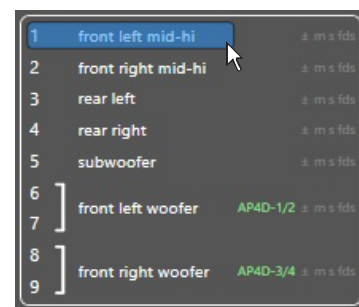 1 front left mid-hi ± m s fds
2 front right mid-hi ± m s fds
3 rear left ± m s fds
4 rear right ± m s fds
5 subwoofer ± m s fds
6
front left woofer AP4D-1/2 ± m s fds
7
8
front right woofer AP4D-3/4 ± m s fds
9